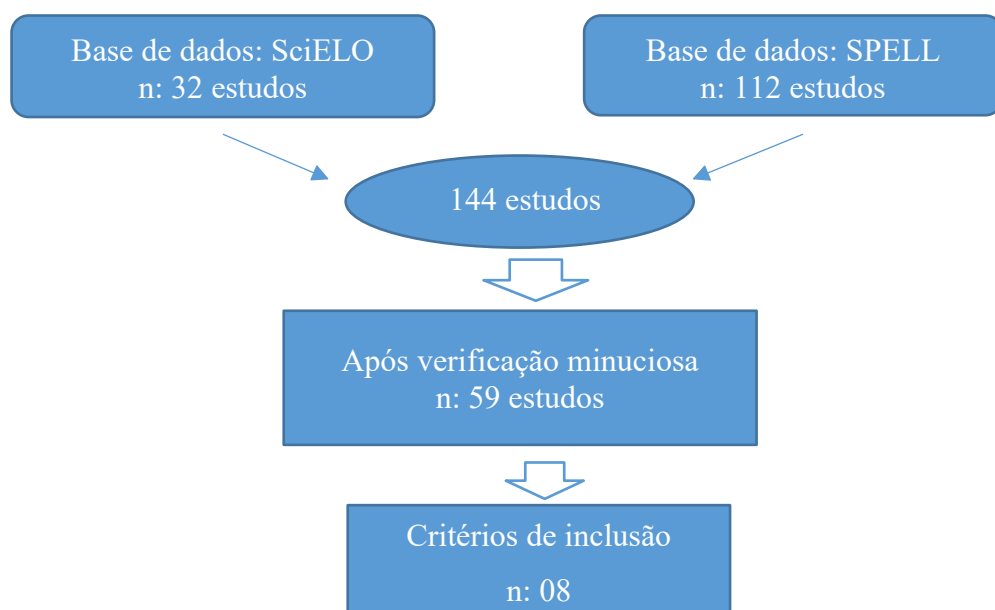 Base de dados: SciELO
n: 32 estudos
Base de dados: SPELL
n: 112 estudos
144 estudos
Após verificação minuciosa
n: 59 estudos
Critérios de inclusão
n: 08